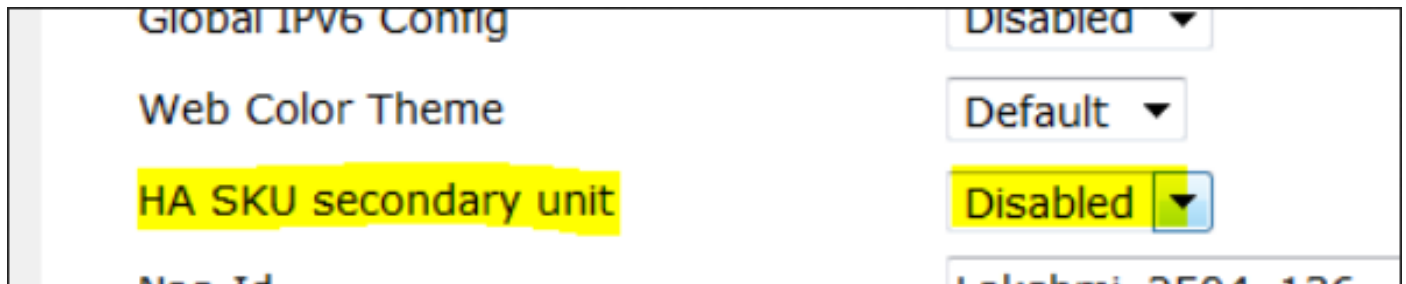 Global IPV6 Config Disabled
Web Color Theme Default
HA SKU secondary unit Disabled